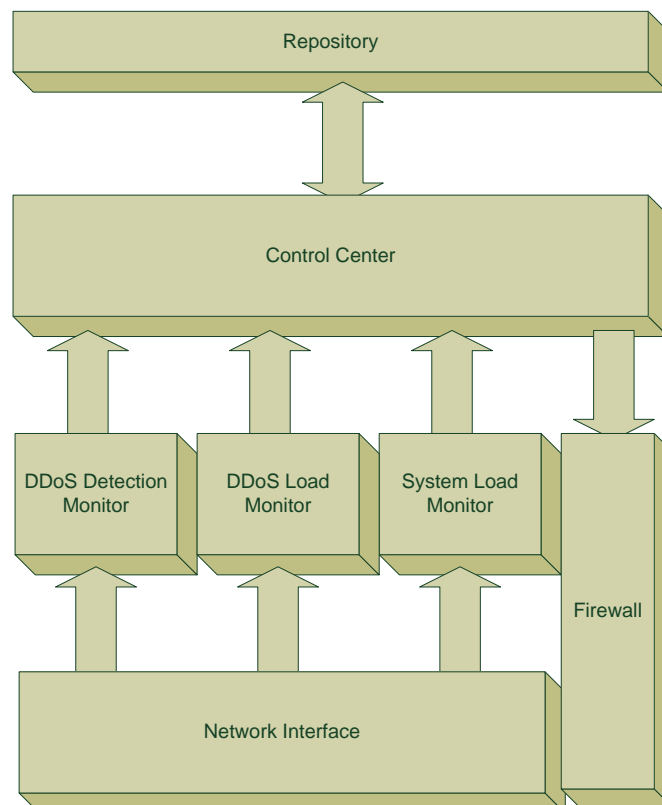 Repository
Control Center
DDoS Detection
Monitor
DDoS Load
Monitor
System Load
Monitor
Firewall
Network Interface